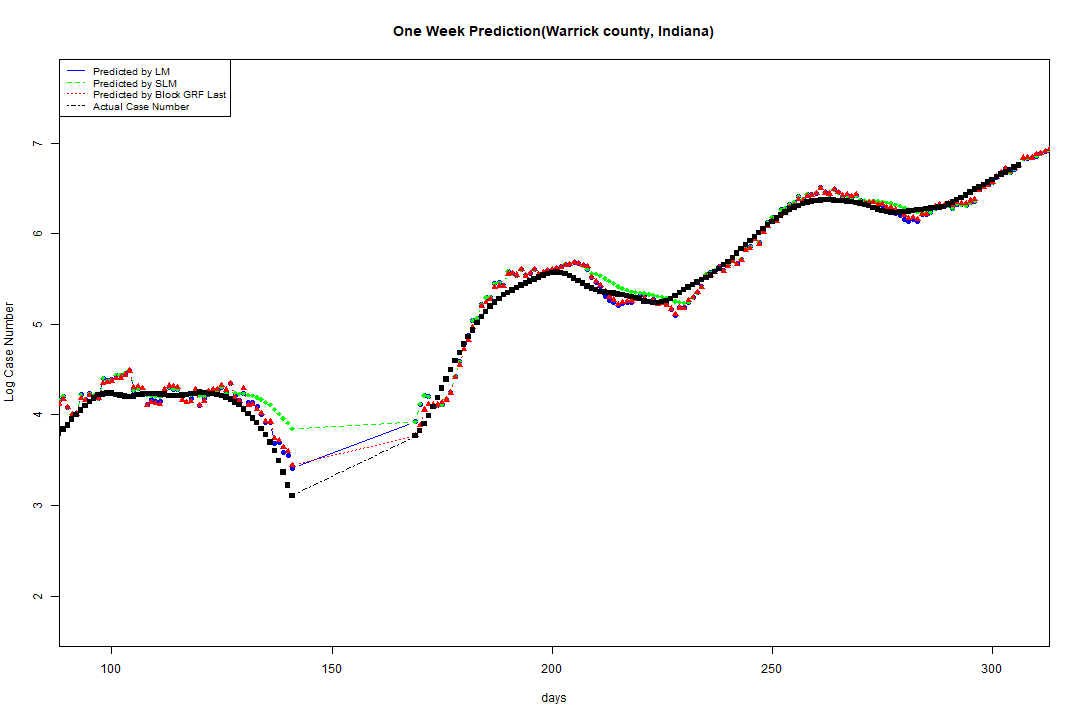 One Week Prediction(Warrick county, Indiana)
Predicted by LM
Predicted by SLM
Predicted by Block GRF Last
Actual Case Number
7
6
5
4
3
2
Log Case Number
100 150 200 250 300
days